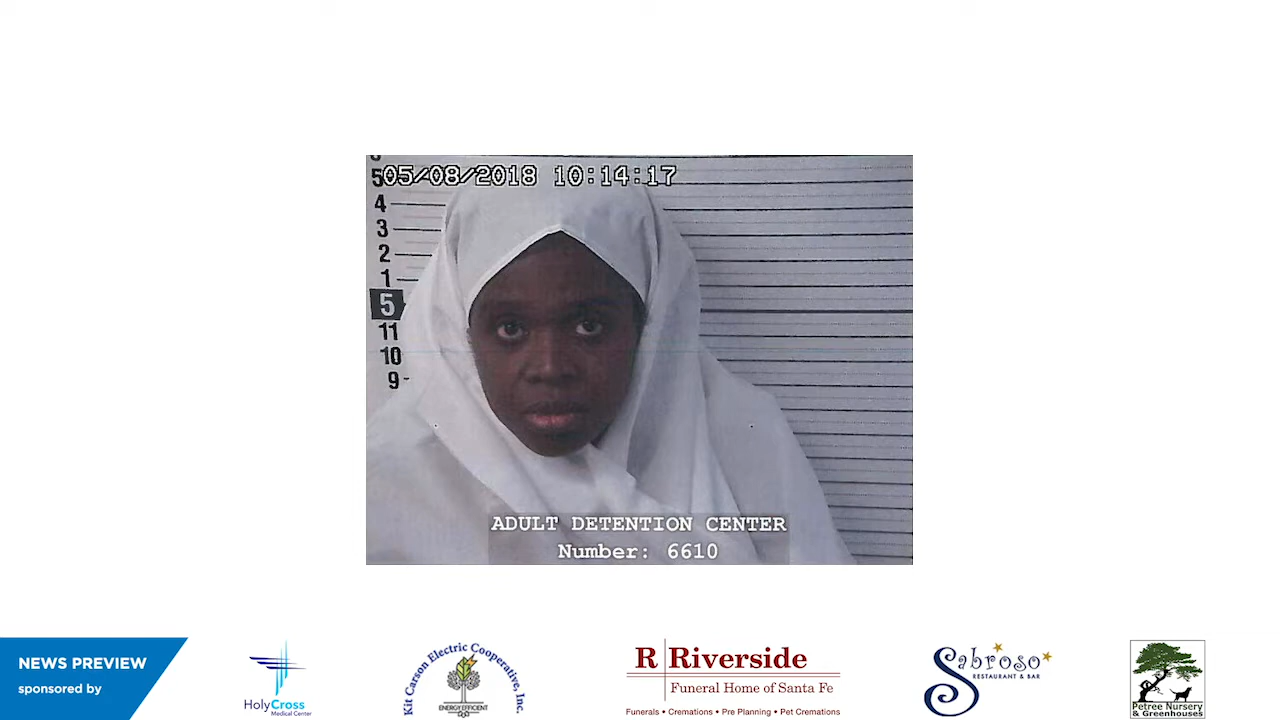 05/08/2018 10:14:17
5
4
3
2
1
5
11
10
9
ADULT DETENTION CENTER
Number: 6610
NEWS PREVIEW
sponsored by
HolyCross
Medical Center
Kit Carson Electric Cooperative, Inc.
ENERGY EFFICIENT
R Riverside
Funeral Home of Santa Fe
Funerals • Cremations • Pre Planning • Pet Cremations
Sabroso
RESTAURANT & BAR
Petree Nursery
& Greenhouses